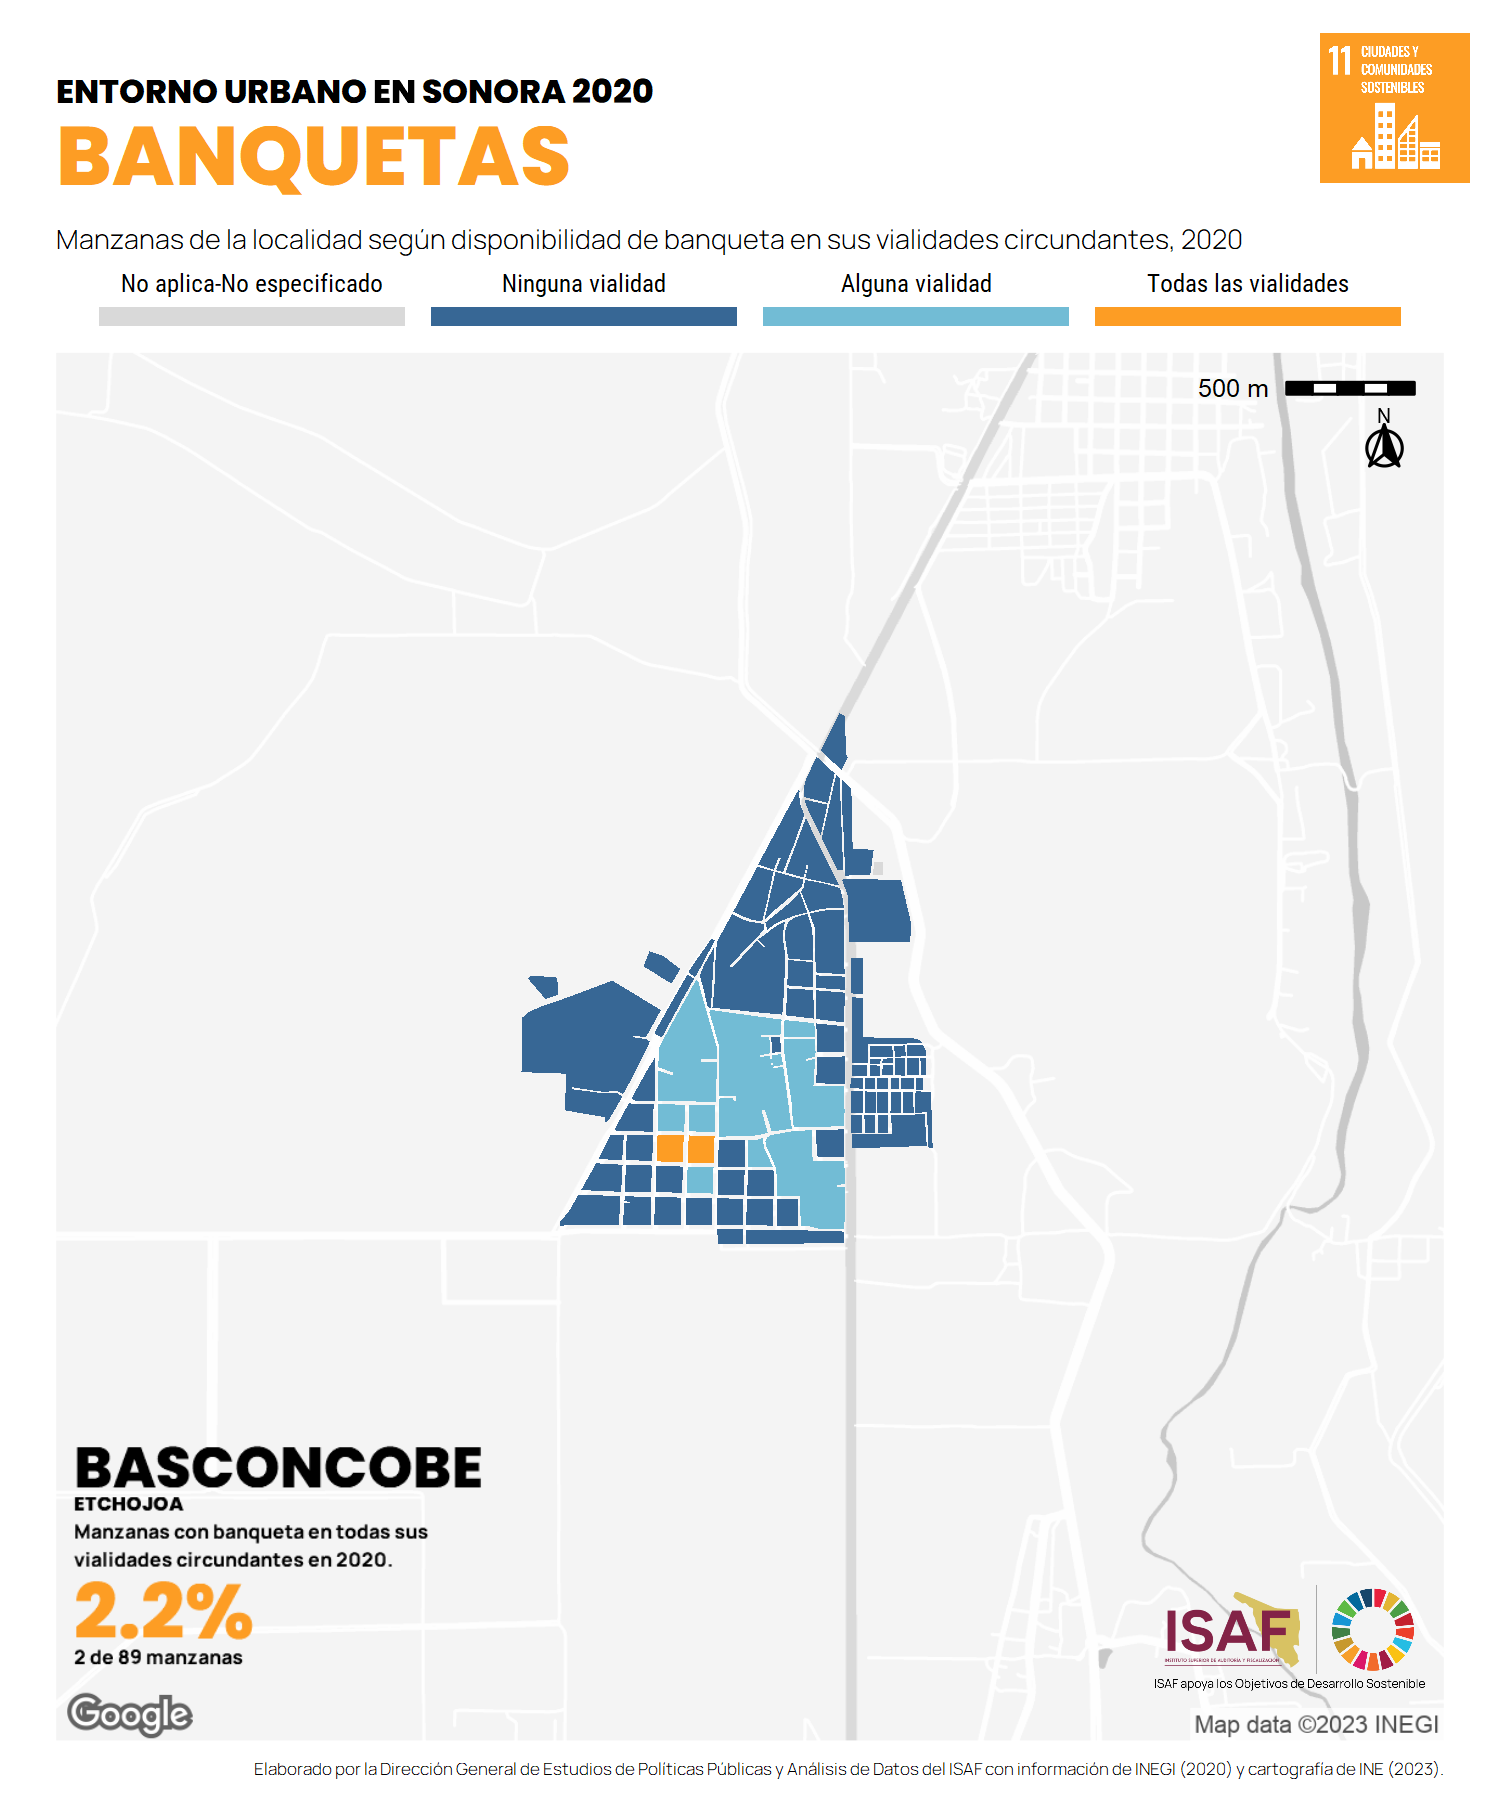 11 CIUDADES Y
COMUNIDADES
SOSTENIBLES
ENTORNO URBANO EN SONORA 2020
BANQUETAS
Manzanas de la localidad según disponibilidad de banqueta en sus vialidades circundantes, 2020
No aplica-No especificado
Ninguna vialidad
Alguna vialidad
Todas las vialidades
500 m
N
BASCONCOBE
ETCHOJOA
Manzanas con banqueta en todas sus
vialidades circundantes en 2020.
2.2%
2 de 89 manzanas
Google
ISAF
INSTITUTO SUPERIOR DE AUDITORÍA Y FISCALIZACIÓN
ISAF apoya los Objetivos de Desarrollo Sostenible
Map data ©2023 INEGI
Elaborado por la Dirección General de Estudios de Políticas Públicas y Análisis de Datos del ISAF con información de INEGI (2020) y cartografía de INE (2023).